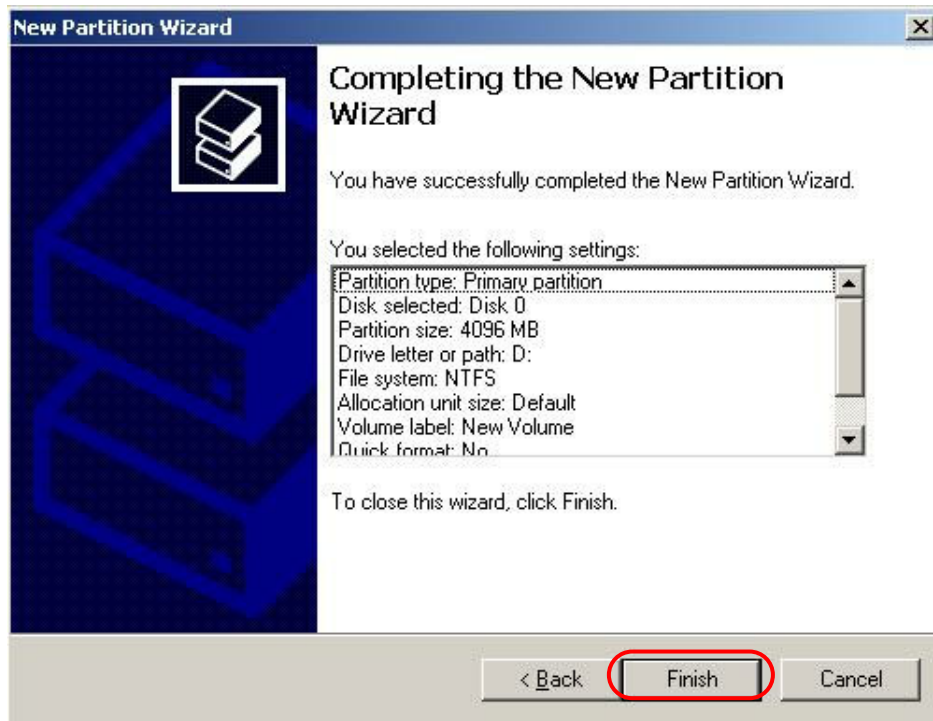 New Partition Wizard
Completing the New Partition
Wizard
You have successfully completed the New Partition Wizard.
You selected the following settings:
Partition type: Primary partition
Disk selected: Disk 0
Partition size: 4096 MB
Drive letter or path: D:
File system: NTFS
Allocation unit size: Default
Volume label: New Volume
Quick format: No
To close this wizard, click Finish.
< Back Finish Cancel